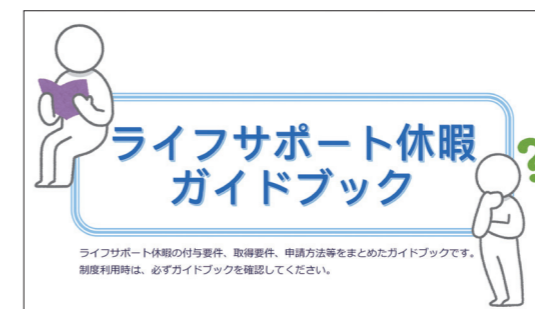 ライフサポート休暇
ガイドブック
ライフサポート休暇の付与要件、取得要件、申請方法等をまとめたガイドブックです。
制度利用時は、必ずガイドブックを確認してください。
?